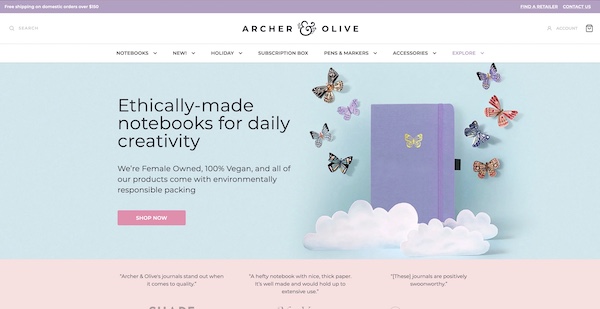 Free shipping on domestic orders over $150
FIND A RETAILER CONTACT US
SEARCH
ARCHER & OLIVE
ACCOUNT
NOTEBOOKS NEW! HOLIDAY SUBSCRIPTION BOX PENS & MARKERS ACCESSORIES EXPLORE
Ethically-made
notebooks for daily
creativity
We're Female Owned, 100% Vegan, and all of
our products come with environmentally
responsible packing
SHOP NOW
"Archer & Olive's journals stand out when
it comes to quality."
"A hefty notebook with nice, thick paper.
It's well made and would hold up to
extensive use."
"[These] journals are positively
swoonworthy."